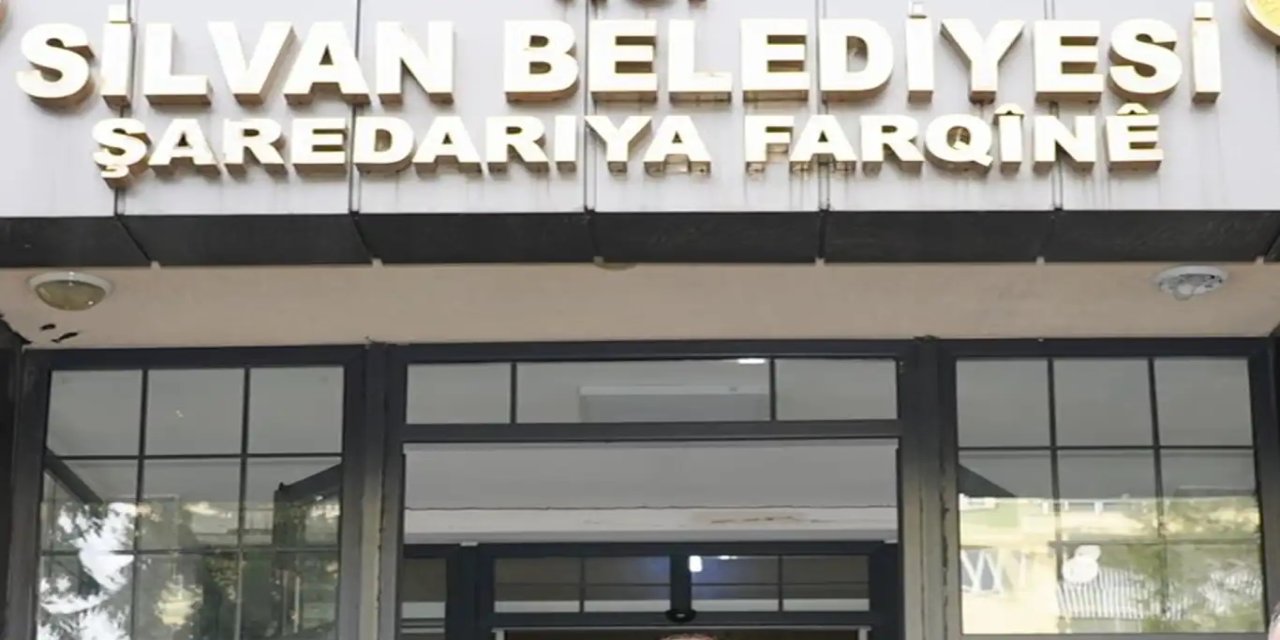 SİLVAN BELEDİYESİ
ŞAREDARIYA FARQÎNÊ